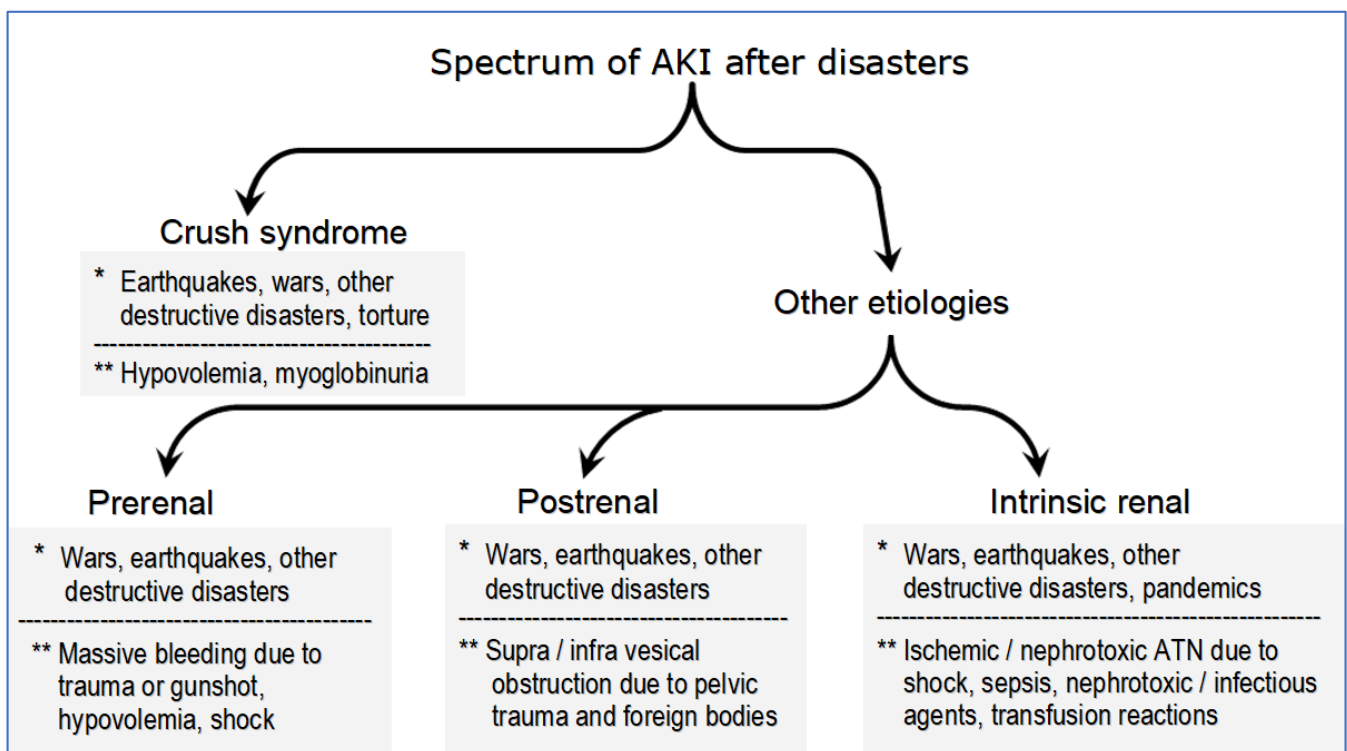 Spectrum of AKI after disasters
Crush syndrome
* Earthquakes, wars, other
destructive disasters, torture
** Hypovolemia, myoglobinuria
Other etiologies
Prerenal
* Wars, earthquakes, other
destructive disasters
** Massive bleeding due to
trauma or gunshot,
hypovolemia, shock
Postrenal
* Wars, earthquakes, other
destructive disasters
** Supra / infra vesical
obstruction due to pelvic
trauma and foreign bodies
Intrinsic renal
* Wars, earthquakes, other
destructive disasters, pandemics
** Ischemic / nephrotoxic ATN due to
shock, sepsis, nephrotoxic / infectious
agents, transfusion reactions